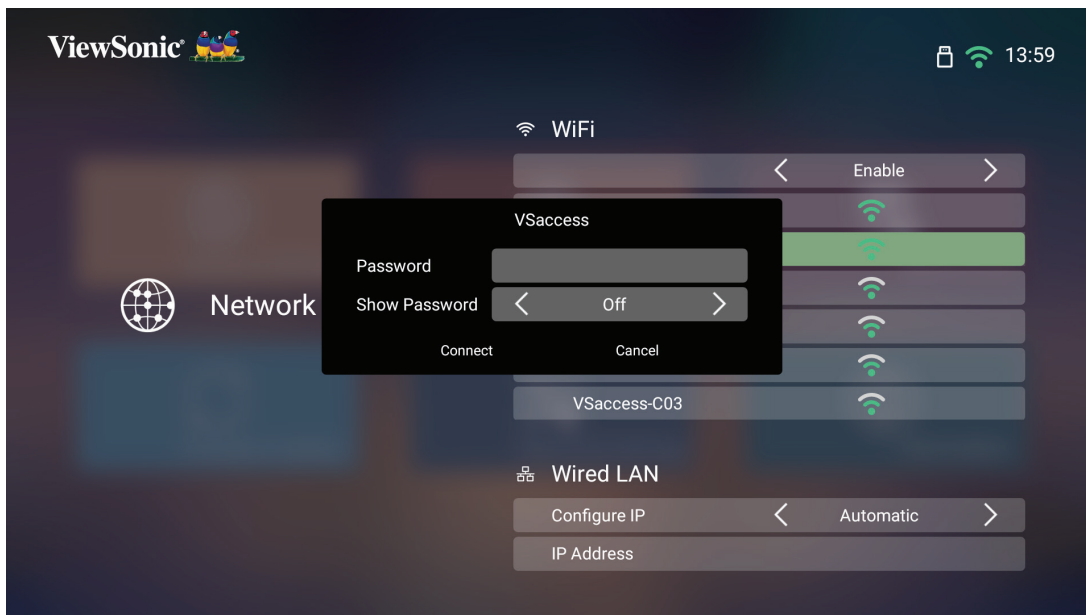 ViewSonic®
13:59
WiFi
Enable
VSaccess
Password
Show Password Off
Network
Connect Cancel
VSaccess-C03
Wired LAN
Configure IP Automatic
IP Address